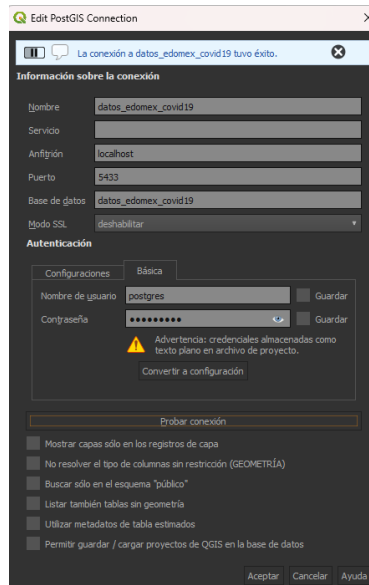 Edit PostGIS Connection
La conexión a datos_edomex_covid19 tuvo éxito.
Información sobre la conexión
Nombre datos_edomex_covid19
Servicio
Anfitrión localhost
Puerto 5433
Base de datos datos_edomex_covid19
Modo SSL deshabilitar
Autenticación
Configuraciones Básica
Nombre de usuario postgres Guardar
Contraseña ●●●●●●●●● Guardar
Advertencia: credenciales almacenadas como
texto plano en archivo de proyecto.
Convertir a configuración
Probar conexión
Mostrar capas sólo en los registros de capa
No resolver el tipo de columnas sin restricción (GEOMETRÍA)
Buscar sólo en el esquema "público"
Listar también tablas sin geometría
Utilizar metadatos de tabla estimados
Permitir guardar / cargar proyectos de QGIS en la base de datos
Aceptar Cancelar Ayuda